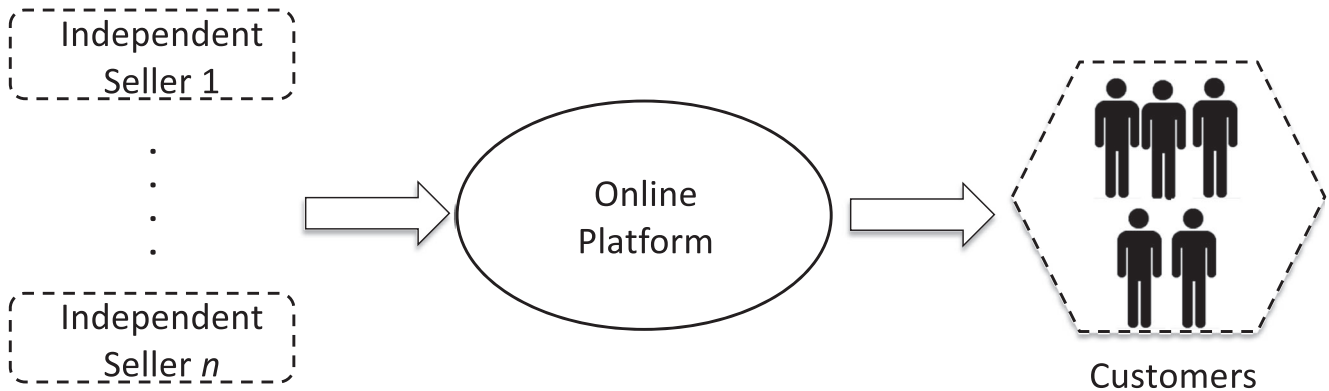 Independent
Seller 1
Independent
Seller n
Online
Platform
Customers